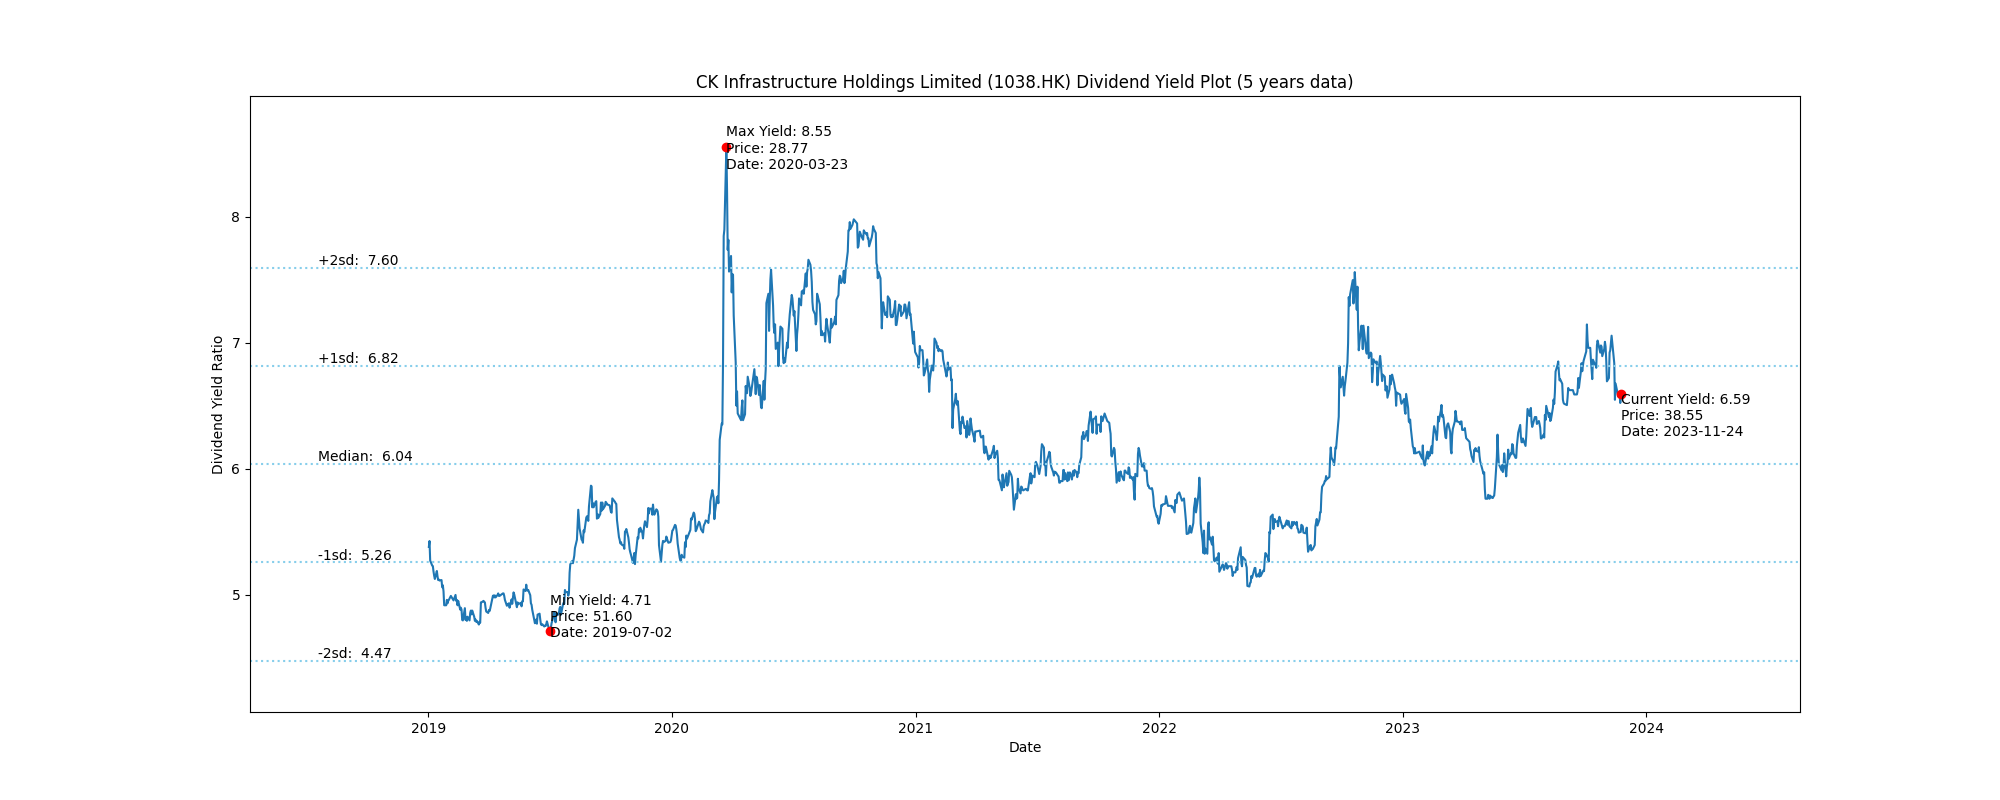 CK Infrastructure Holdings Limited (1038.HK) Dividend Yield Plot (5 years data)
Max Yield: 8.55
Price: 28.77
Date: 2020-03-23
8
+2sd:  7.60
7
+1sd:  6.82
Current Yield: 6.59
Price: 38.55
Date: 2023-11-24
Dividend Yield Ratio
Median:  6.04
6
-1sd:  5.26
5
Min Yield: 4.71
Price: 51.60
Date: 2019-07-02
-2sd:  4.47
2019 2020 2021 2022 2023 2024
Date